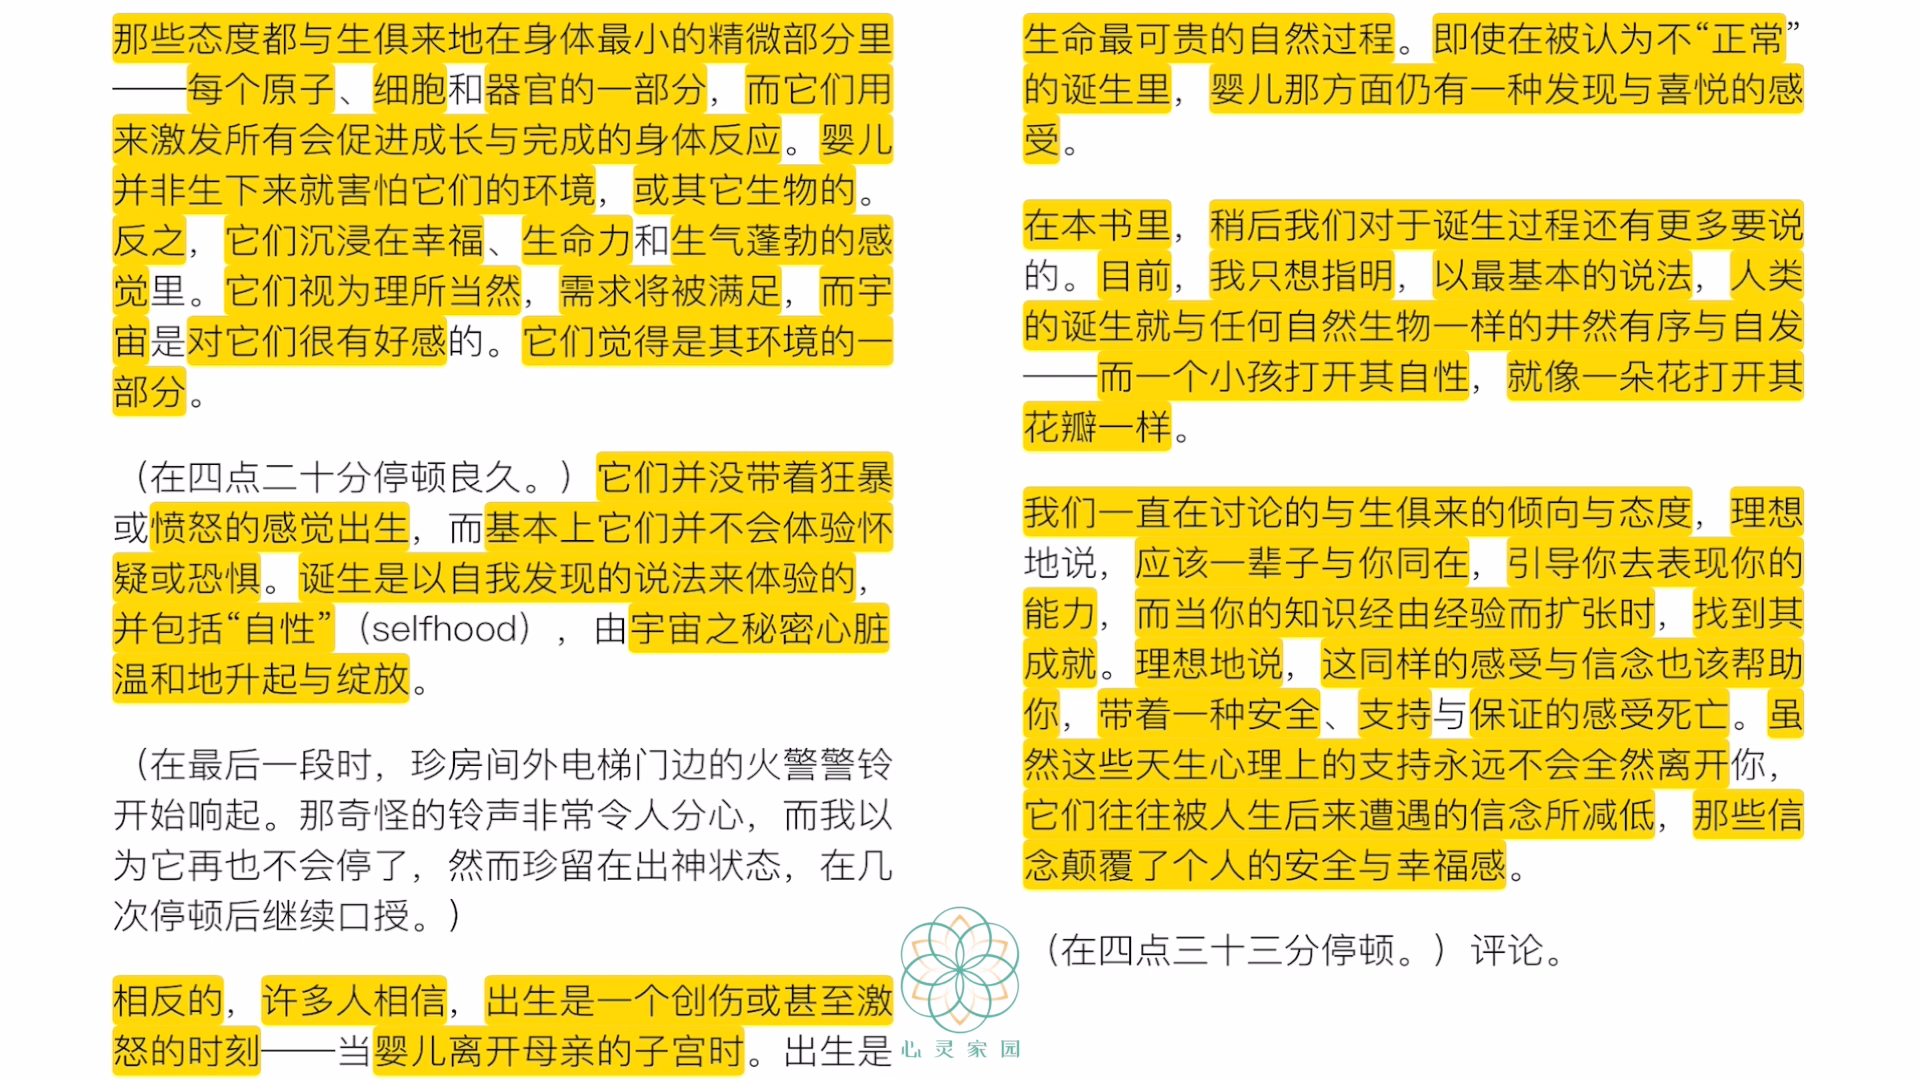 那些态度都与生俱来地在身体最小的精微部分里
——每个原子、细胞和器官的一部分，而它们用
来激发所有会促进成长与完成的身体反应。婴儿
并非生下来就害怕它们的环境，或其它生物的。
反之，它们沉浸在幸福、生命力和生气蓬勃的感
觉里。它们视为理所当然，需求将被满足，而宇
宙是对它们很有好感的。它们觉得是其环境的一
部分。
（在四点二十分停顿良久。）它们并没带着狂暴
或愤怒的感觉出生，而基本上它们并不会体验怀
疑或恐惧。诞生是以自我发现的说法来体验的，
并包括“自性”（selfhood），由宇宙之秘密心脏
温和地升起与绽放。
（在最后一段时，珍房间外电梯门边的火警警铃
开始响起。那奇怪的铃声非常令人分心，而我以
为它再也不会停了，然而珍留在出神状态，在几
次停顿后继续口授。）
相反的，许多人相信，出生是一个创伤或甚至激
怒的时刻——当婴儿离开母亲的子宫时。出生是
生命最可贵的自然过程。即使在被认为不“正常”
的诞生里，婴儿那方面仍有一种发现与喜悦的感
受。
在本书里，稍后我们对于诞生过程还有更多要说
的。目前，我只想指明，以最基本的说法，人类
的诞生就与任何自然生物一样的井然有序与自发
——而一个小孩打开其自性，就像一朵花打开其
花瓣一样。
我们一直在讨论的与生俱来的倾向与态度，理想
地说，应该一辈子与你同在，引导你去表现你的
能力，而当你的知识经由经验而扩张时，找到其
成就。理想地说，这同样的感受与信念也该帮助
你，带着一种安全、支持与保证的感受死亡。虽
然这些天生心理上的支持永远不会全然离开你，
它们往往被人生后来遭遇的信念所减低，那些信
念颠覆了个人的安全与幸福感。
（在四点三十三分停顿。）评论。
心灵家园